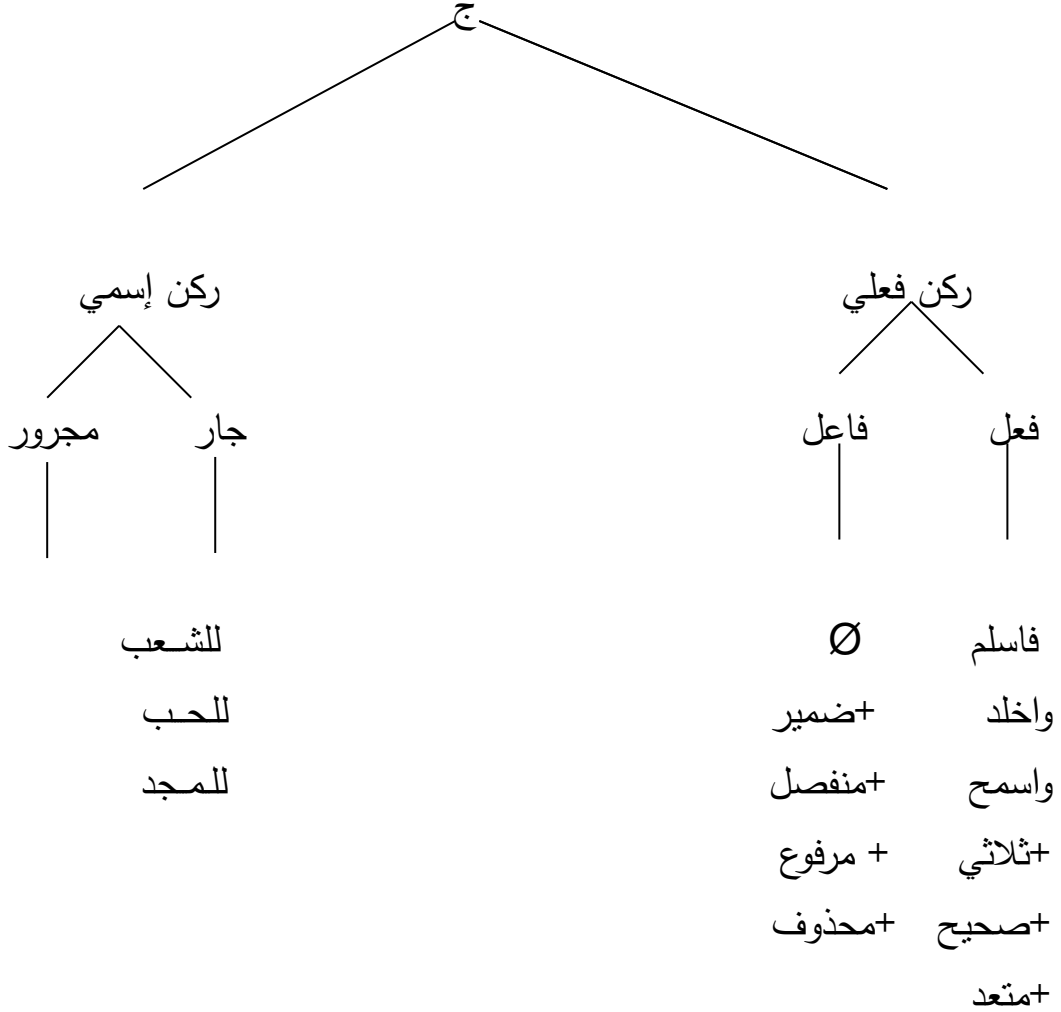 ج
ركن فعلي ركن إسمي
فعل فاعل جار مجرور
فاسلم Ø للشعب
واخلد +ضمير للحب
واسمح +منفصل للمجد
+ثلاثي + مرفوع
+صحيح +محذوف
+متعد